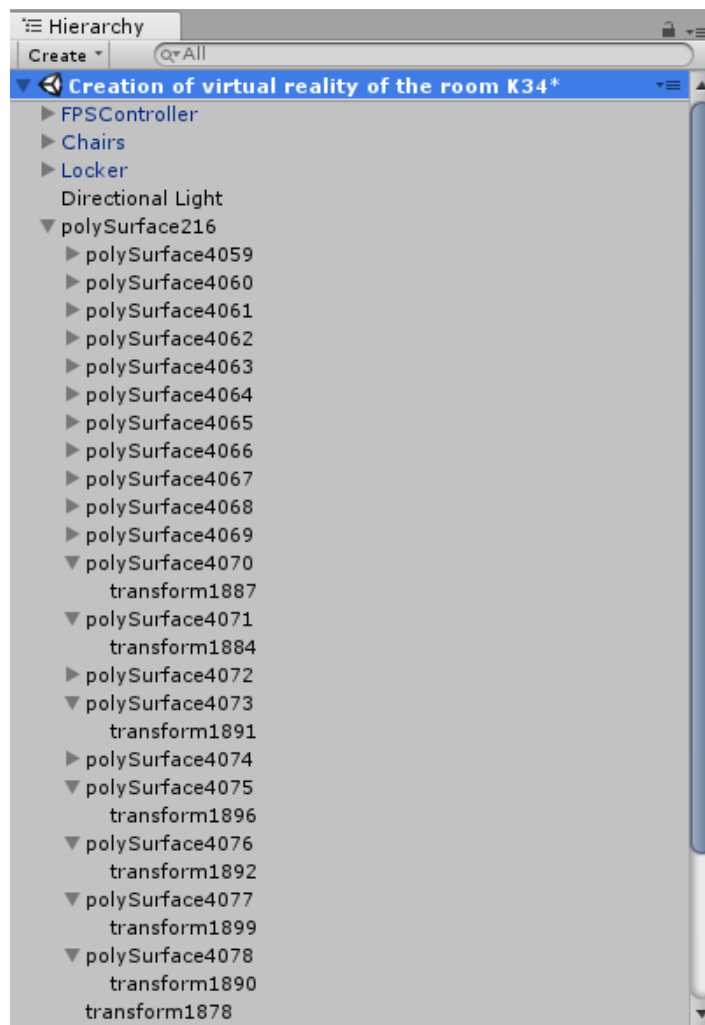 Hierarchy
Create All
Creation of virtual reality of the room K34*
FPSController
Chairs
Locker
Directional Light
polySurface216
polySurface4059
polySurface4060
polySurface4061
polySurface4062
polySurface4063
polySurface4064
polySurface4065
polySurface4066
polySurface4067
polySurface4068
polySurface4069
polySurface4070
transform1887
polySurface4071
transform1884
polySurface4072
polySurface4073
transform1891
polySurface4074
polySurface4075
transform1896
polySurface4076
transform1892
polySurface4077
transform1899
polySurface4078
transform1890
transform1878